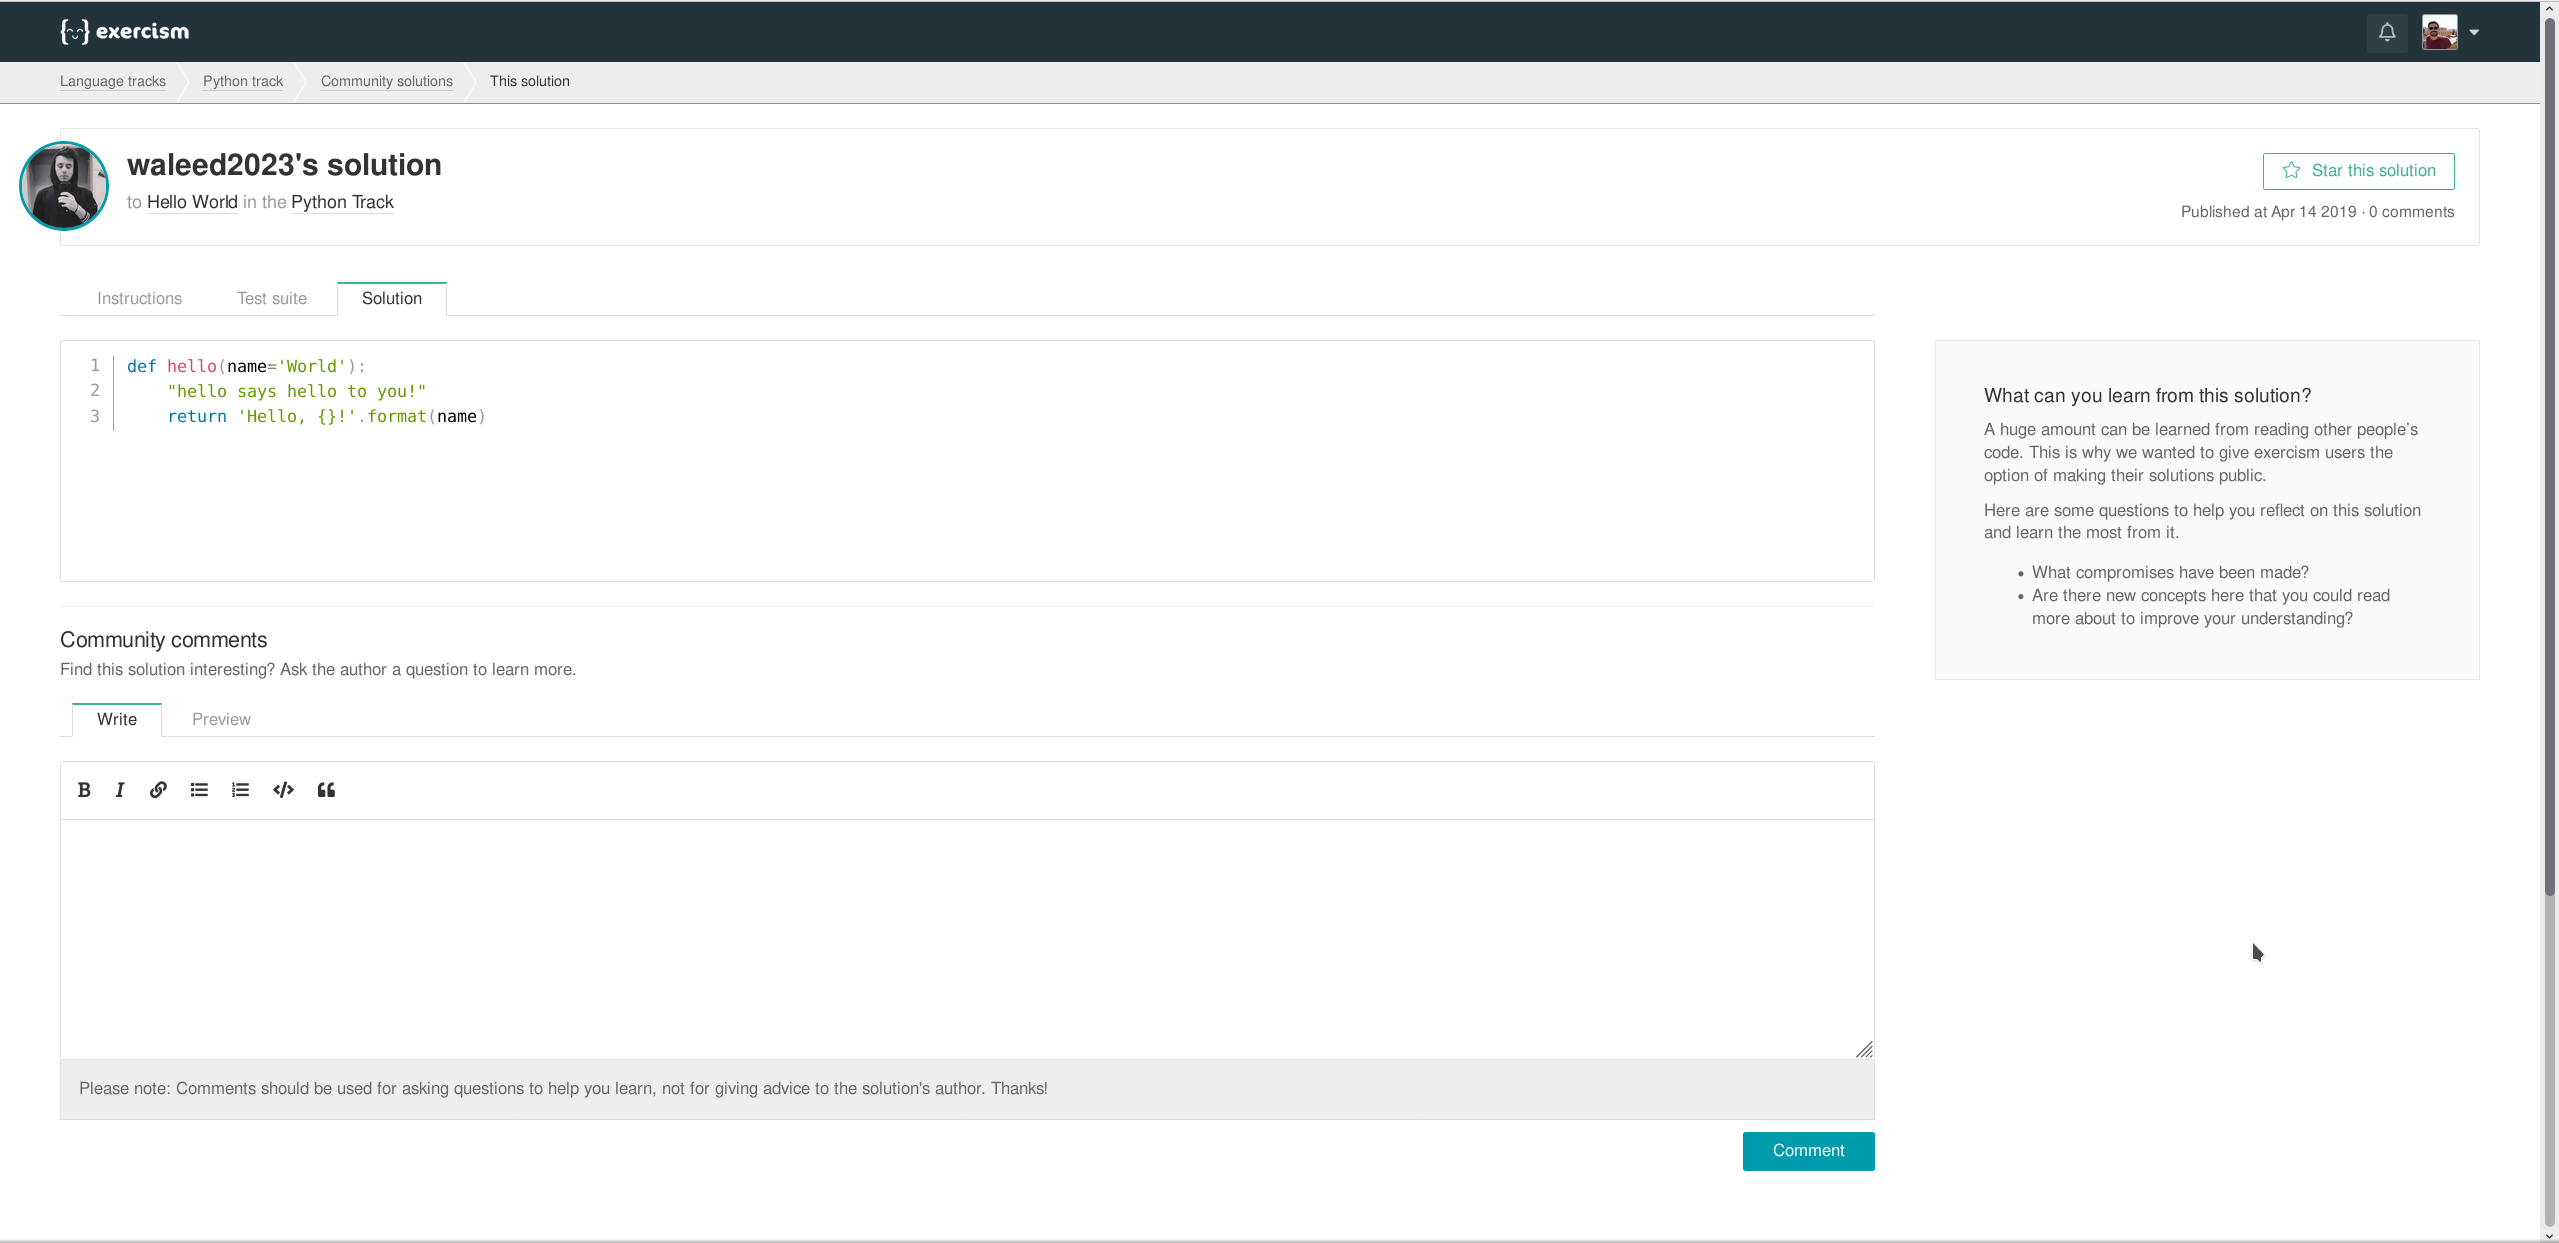 exercism
Language tracks
Python track
Community solutions
This solution
waleed2023's solution
to Hello World in the Python Track
Star this solution
Published at Apr 14 2019 · 0 comments
Instructions
Test suite
Solution
1 def hello(name='World'):
2     "hello says hello to you!"
3     return 'Hello, {}!'.format(name)
What can you learn from this solution?
A huge amount can be learned from reading other people’s
code. This is why we wanted to give exercism users the
option of making their solutions public.
Here are some questions to help you reflect on this solution
and learn the most from it.
• What compromises have been made?
• Are there new concepts here that you could read
more about to improve your understanding?
Community comments
Find this solution interesting? Ask the author a question to learn more.
Write
Preview
Please note: Comments should be used for asking questions to help you learn, not for giving advice to the solution's author. Thanks!
Comment